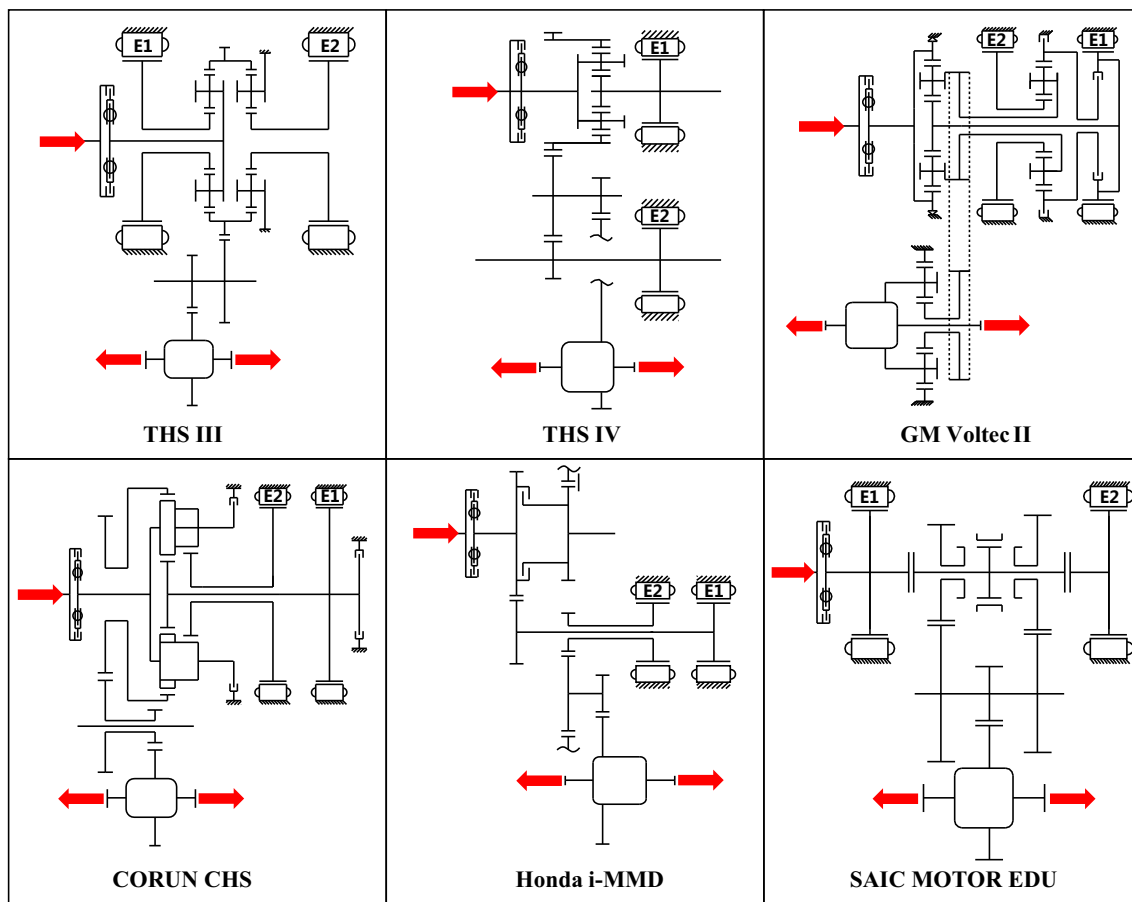 E1 E2
THS III
E1
E2
THS IV
E2 E1
GM Voltec II
E2 E1
CORUN CHS
E2 E1
Honda i-MMD
E1 E2
SAIC MOTOR EDU